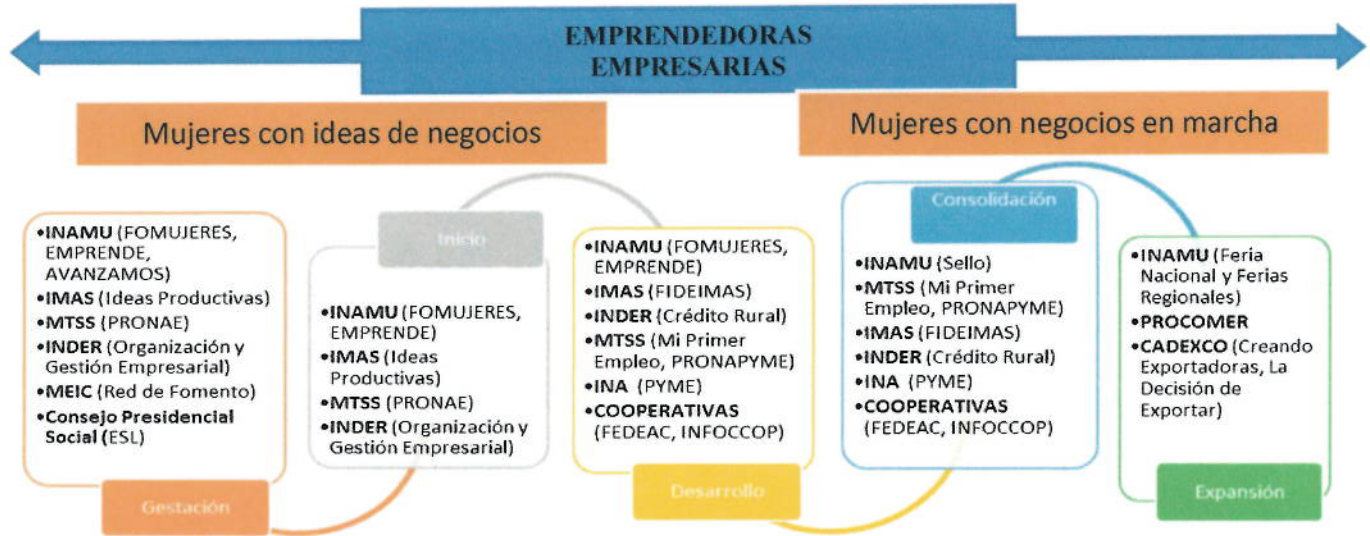 EMPRENDEDORAS
EMPRESARIAS
Mujeres con ideas de negocios
Mujeres con negocios en marcha
•INAMU (FOMUJERES,
EMPRENDE,
AVANZAMOS)
•IMAS (Ideas Productivas)
•MTSS (PRONAE)
•INDER (Organización y
Gestión Empresarial)
•MEIC (Red de Fomento)
•Consejo Presidencial
Social (ESL)
Gestación
Inicio
•INAMU (FOMUJERES,
EMPRENDE)
•IMAS (Ideas
Productivas)
•MTSS (PRONAE)
•INDER (Organización y
Gestión Empresarial)
•INAMU (FOMUJERES,
EMPRENDE)
•IMAS (FIDEIMAS)
•INDER (Crédito Rural)
•MTSS (Mi Primer
Empleo, PRONAPYME)
•INA (PYME)
•COOPERATIVAS
(FEDEAC, INFOCCOP)
Desarrollo
Consolidación
•INAMU (Sello)
•MTSS (Mi Primer
Empleo, PRONAPYME)
•IMAS (FIDEIMAS)
•INDER (Crédito Rural)
•INA (PYME)
•COOPERATIVAS
(FEDEAC, INFOCCOP)
•INAMU (Feria
Nacional y Ferias
Regionales)
•PROCOMER
•CADEXCO (Creando
Exportadoras, La
Decisión de
Exportar)
Expansión